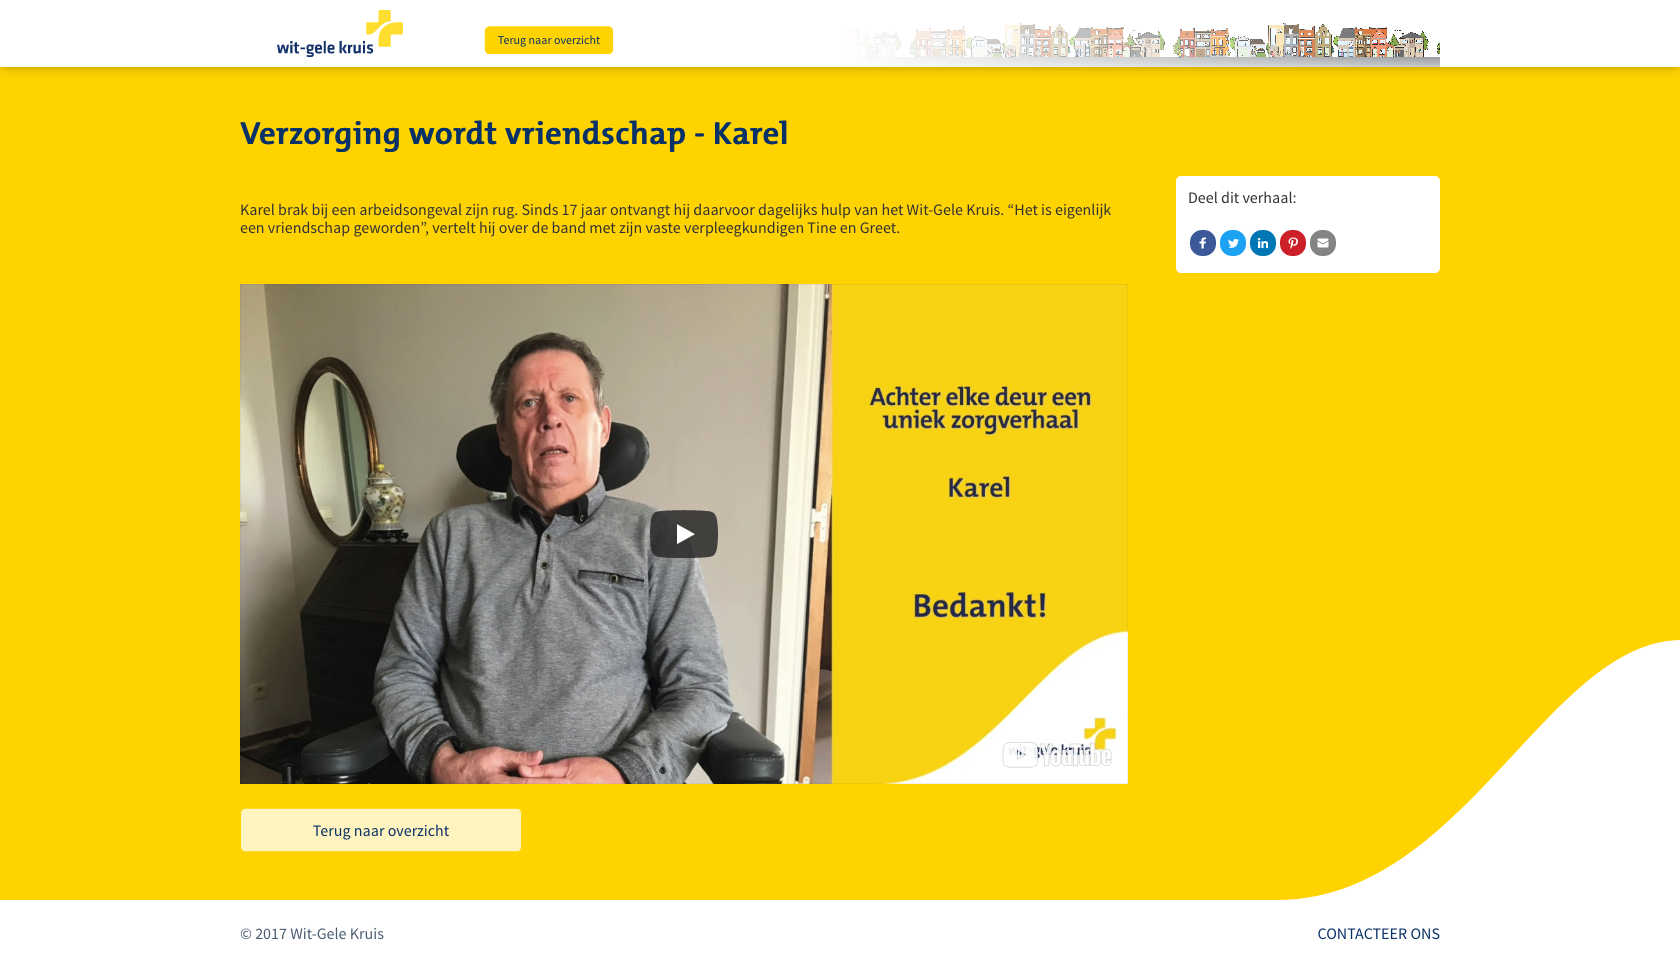 wit-gele kruis
Terug naar overzicht
Verzorging wordt vriendschap - Karel
Karel brak bij een arbeidsongeval zijn rug. Sinds 17 jaar ontvangt hij daarvoor dagelijks hulp van het Wit-Gele Kruis. “Het is eigenlijk
een vriendschap geworden”, vertelt hij over de band met zijn vaste verpleegkundigen Tine en Greet.
Deel dit verhaal:
Achter elke deur een
uniek zorgverhaal
Karel
Bedankt!
wit-gele kruis
YouTube
Terug naar overzicht
© 2017 Wit-Gele Kruis
CONTACTEER ONS